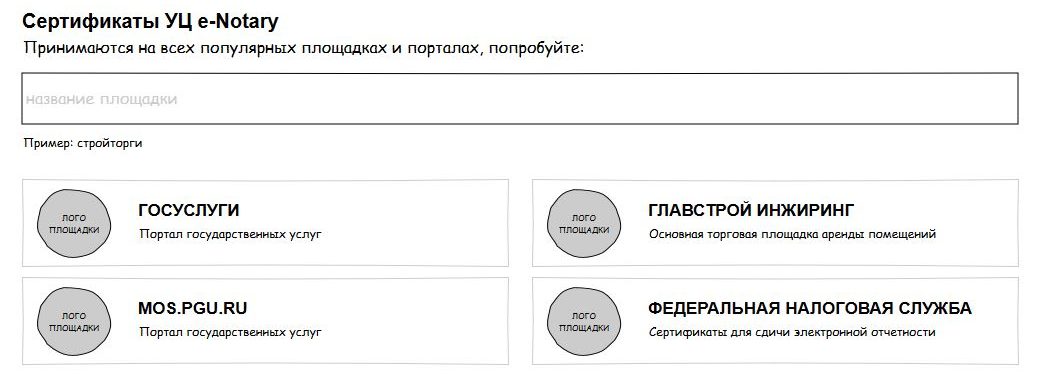 Сертификаты УЦ e-Notary
Принимаются на всех популярных площадках и порталах, попробуйте:
название площадки
Пример: стройторги
ЛОГО
ПЛОЩАДКИ
ГОСУСЛУГИ
Портал государственных услуг
ЛОГО
ПЛОЩАДКИ
ГЛАВСТРОЙ ИНЖИРИНГ
Основная торговая площадка аренды помещений
ЛОГО
ПЛОЩАДКИ
MOS.PGU.RU
Портал государственных услуг
ЛОГО
ПЛОЩАДКИ
ФЕДЕРАЛЬНАЯ НАЛОГОВАЯ СЛУЖБА
Сертификаты для сдичи электронной отчетности